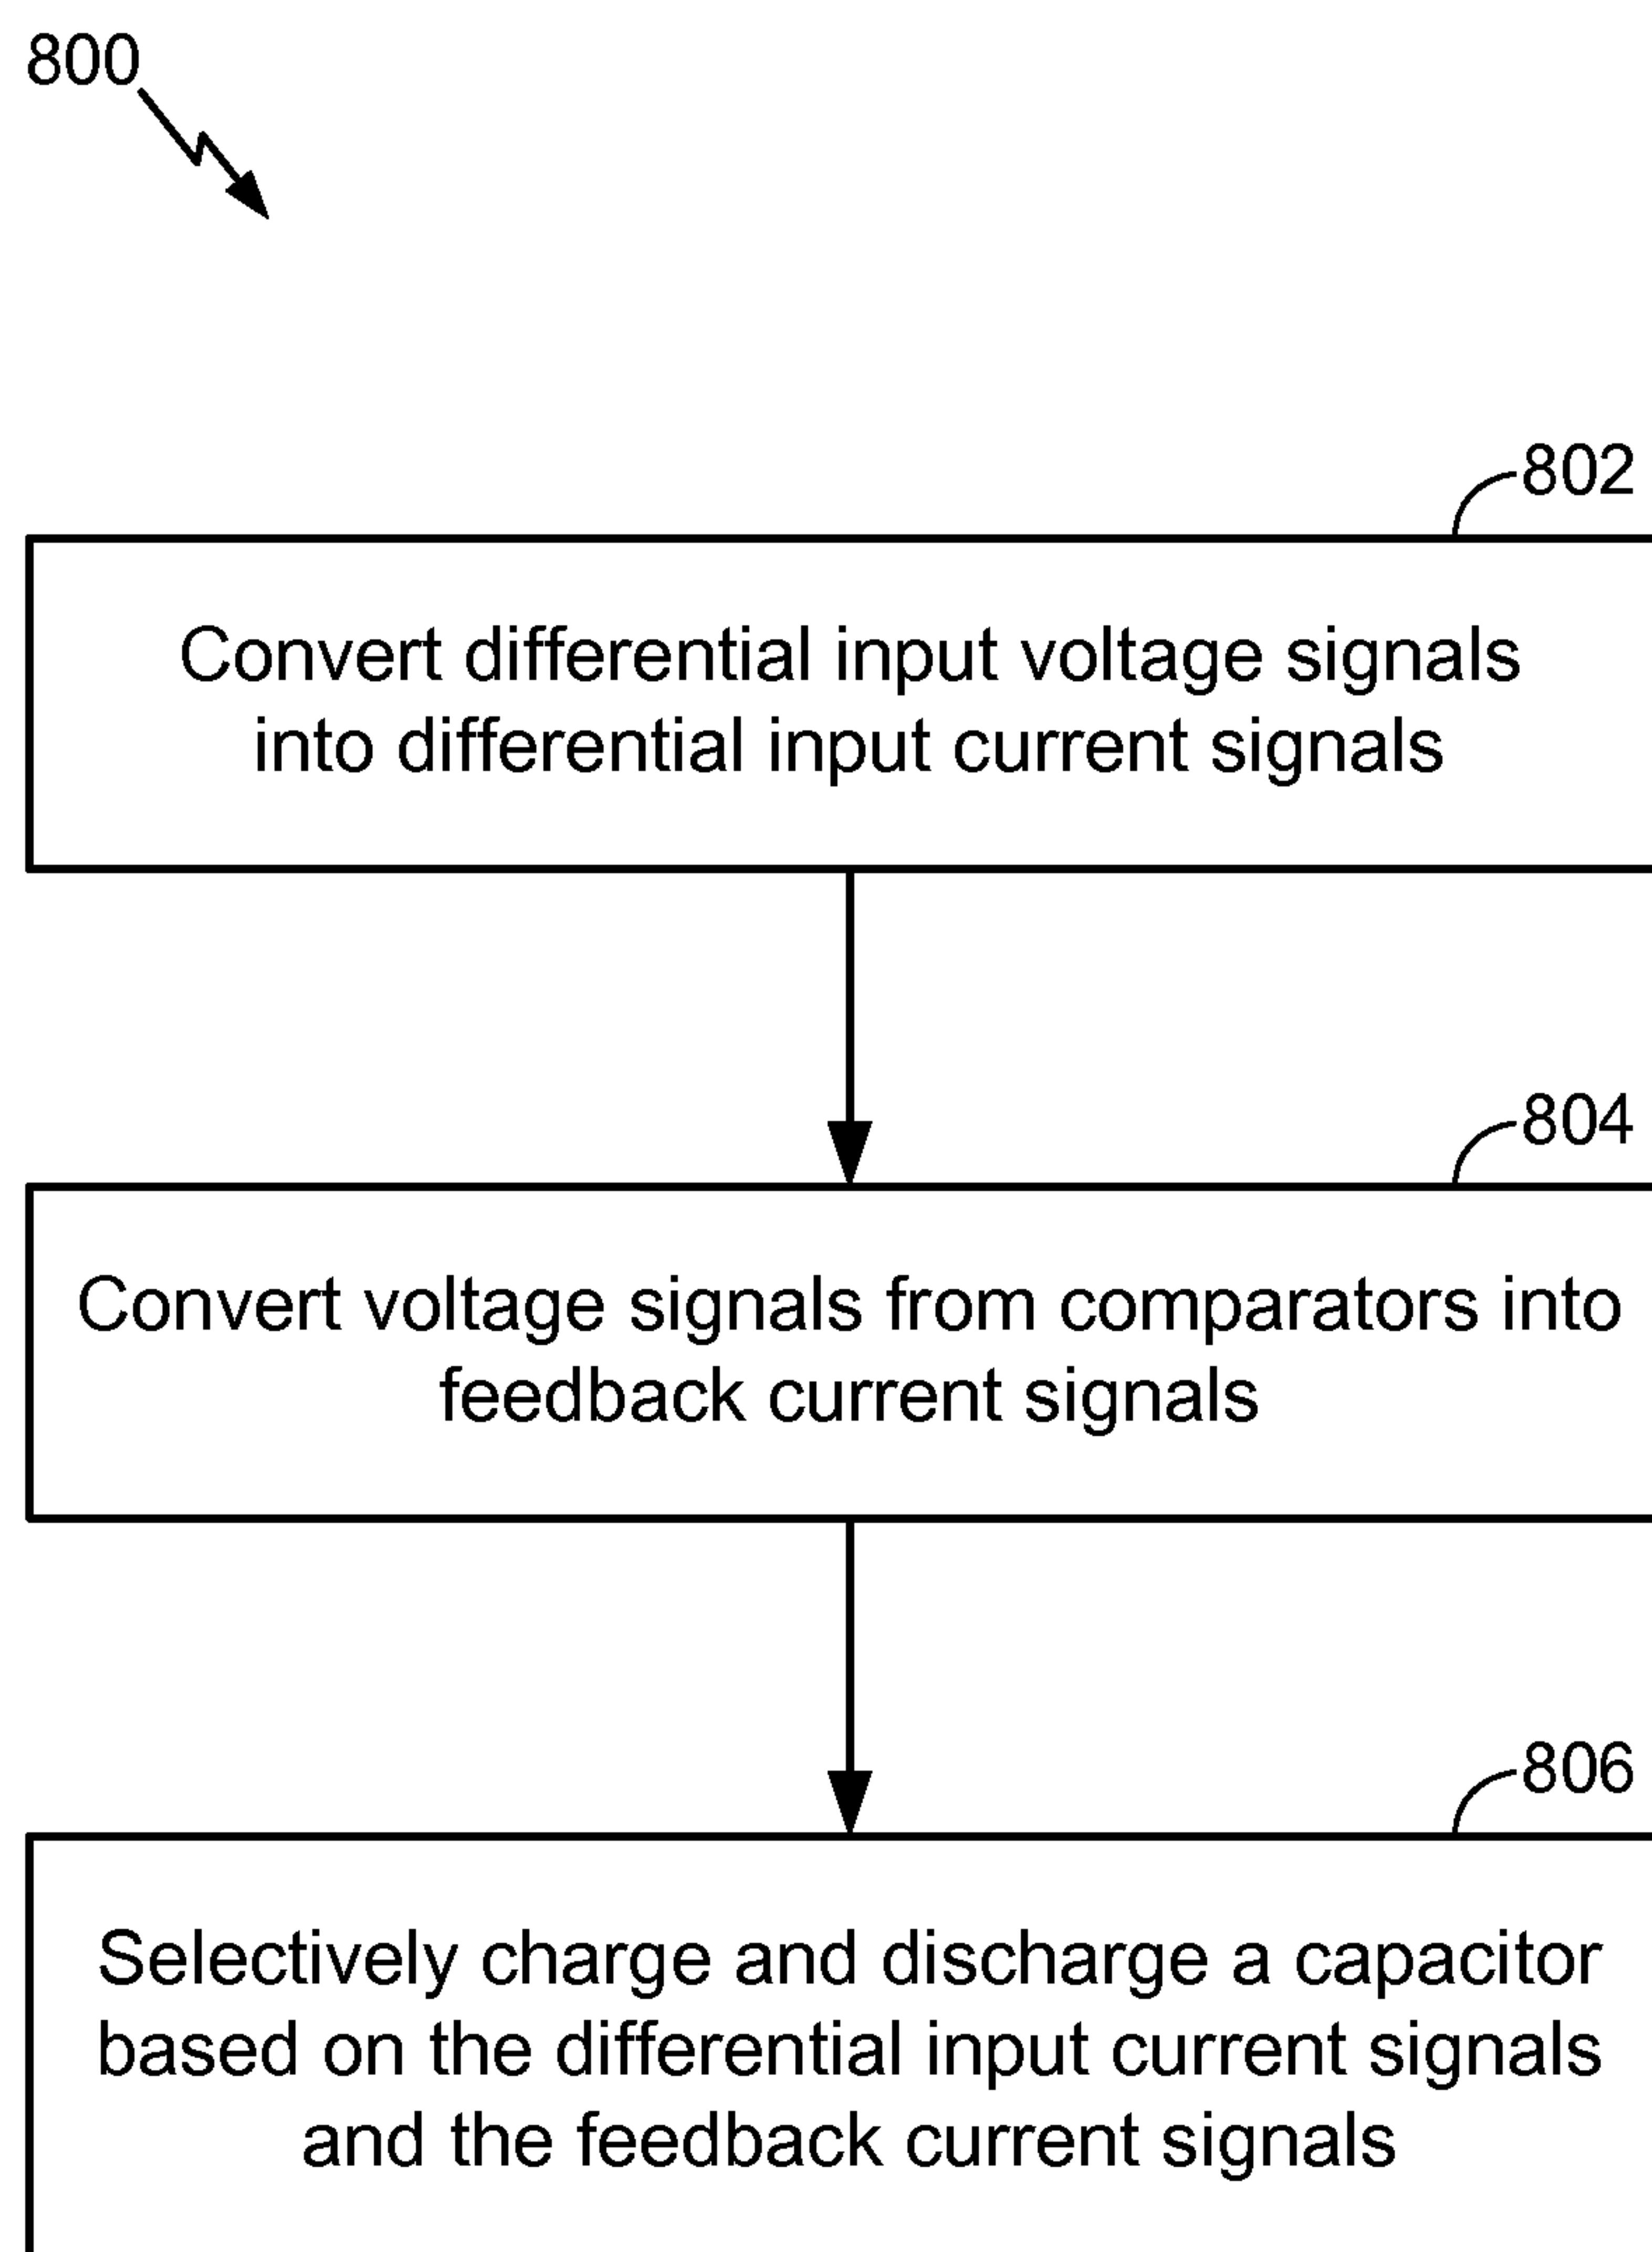 800
802
Convert differential input voltage signals
into differential input current signals
804
Convert voltage signals from comparators into
feedback current signals
806
Selectively charge and discharge a capacitor
based on the differential input current signals
and the feedback current signals